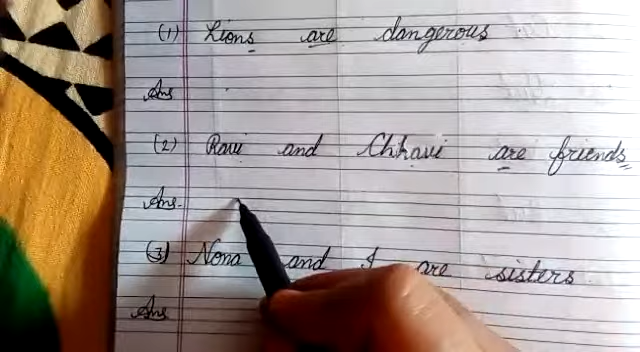 (1) Lions are dangerous
Ans
(2) Ravi and Chhavi are friends
Ans.
(3) Nona and I are sisters
Ans